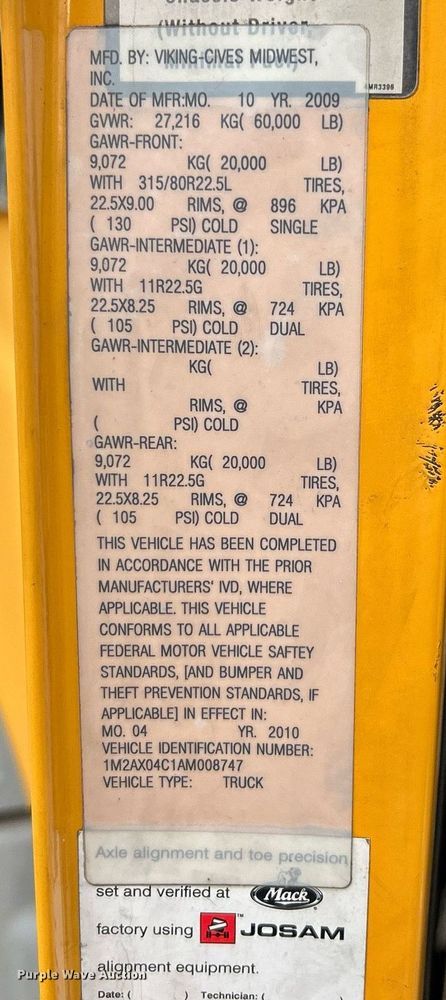 (Without Driver,
MR3396
MFD. BY: VIKING-CIVES MIDWEST,
INC.
DATE OF MFR:MO. 10 YR. 2009
GVWR: 27,216 KG( 60,000 LB)
GAWR-FRONT:
9,072 KG( 20,000 LB)
WITH 315/80R22.5L TIRES,
22.5X9.00 RIMS, @ 896 KPA
( 130 PSI) COLD SINGLE
GAWR-INTERMEDIATE (1):
9,072 KG( 20,000 LB)
WITH 11R22.5G TIRES,
22.5X8.25 RIMS, @ 724 KPA
( 105 PSI) COLD DUAL
GAWR-INTERMEDIATE (2):
KG( LB)
WITH TIRES,
RIMS, @ KPA
( PSI) COLD
GAWR-REAR:
9,072 KG( 20,000 LB)
WITH 11R22.5G TIRES,
22.5X8.25 RIMS, @ 724 KPA
( 105 PSI) COLD DUAL
THIS VEHICLE HAS BEEN COMPLETED
IN ACCORDANCE WITH THE PRIOR
MANUFACTURERS' IVD, WHERE
APPLICABLE. THIS VEHICLE
CONFORMS TO ALL APPLICABLE
FEDERAL MOTOR VEHICLE SAFTEY
STANDARDS, [AND BUMPER AND
THEFT PREVENTION STANDARDS, IF
APPLICABLE] IN EFFECT IN:
MO. 04 YR. 2010
VEHICLE IDENTIFICATION NUMBER:
1M2AX04C1AM008747
VEHICLE TYPE: TRUCK
Axle alignment and toe precision
set and verified at Mack
factory using JOSAM
alignment equipment.
Purple Wave Auction
Date: ( ) Technician: (